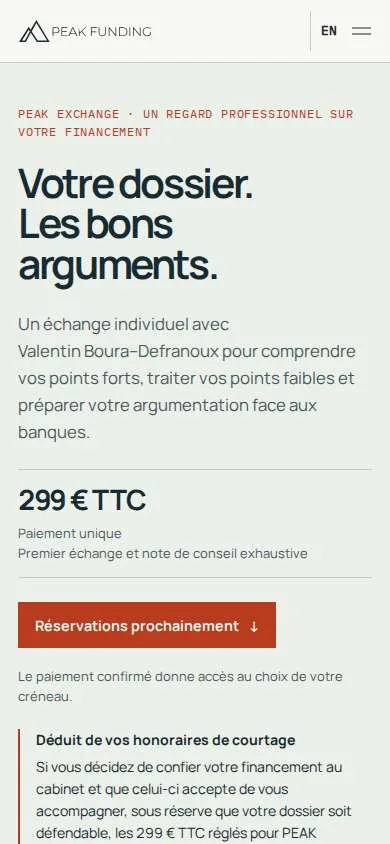 PEAK FUNDING
EN
PEAK EXCHANGE · UN REGARD PROFESSIONNEL SUR
VOTRE FINANCEMENT
Votre dossier.
Les bons
arguments.
Un échange individuel avec
Valentin Boura–Defranoux pour comprendre
vos points forts, traiter vos points faibles et
préparer votre argumentation face aux
banques.
299 € TTC
Paiement unique
Premier échange et note de conseil exhaustive
Réservations prochainement ↓
Le paiement confirmé donne accès au choix de votre
créneau.
Déduit de vos honoraires de courtage
Si vous décidez de confier votre financement au
cabinet et que celui-ci accepte de vous
accompagner, sous réserve que votre dossier soit
défendable, les 299 € TTC réglés pour PEAK